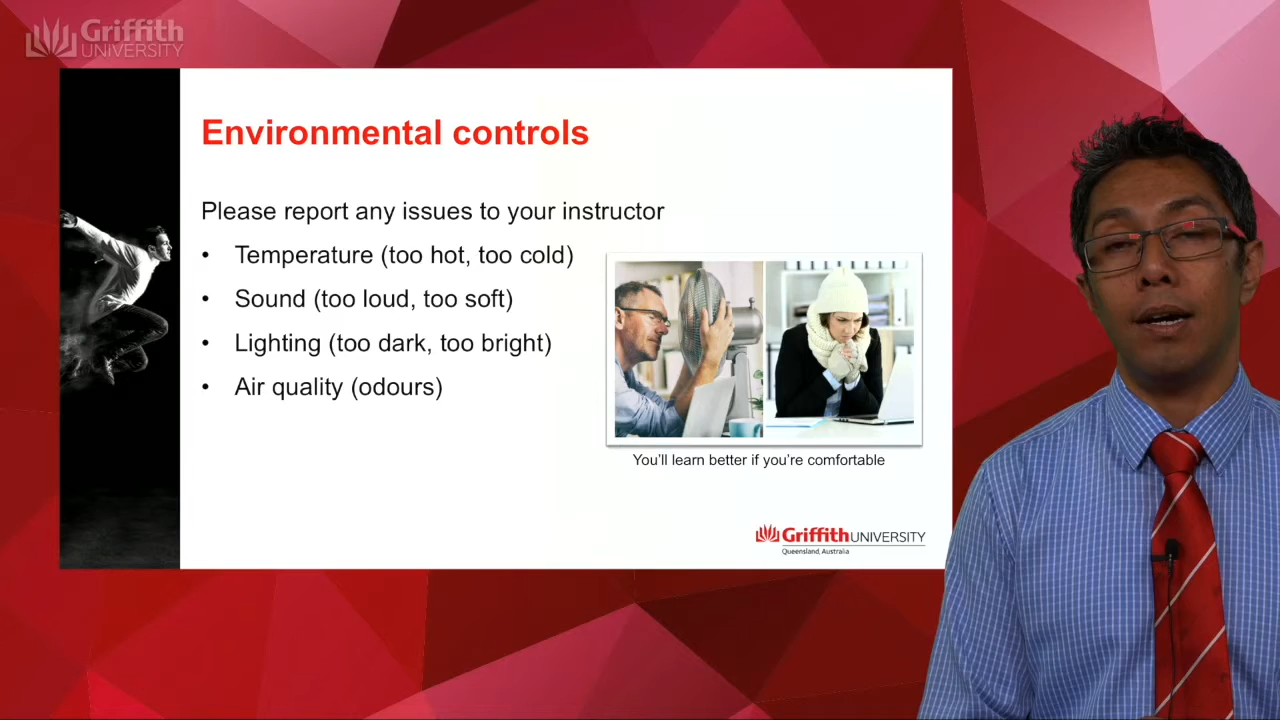 Griffith
UNIVERSITY
Environmental controls
Please report any issues to your instructor
• Temperature (too hot, too cold)
• Sound (too loud, too soft)
• Lighting (too dark, too bright)
• Air quality (odours)
You'll learn better if you're comfortable
Griffith UNIVERSITY
Queensland, Australia